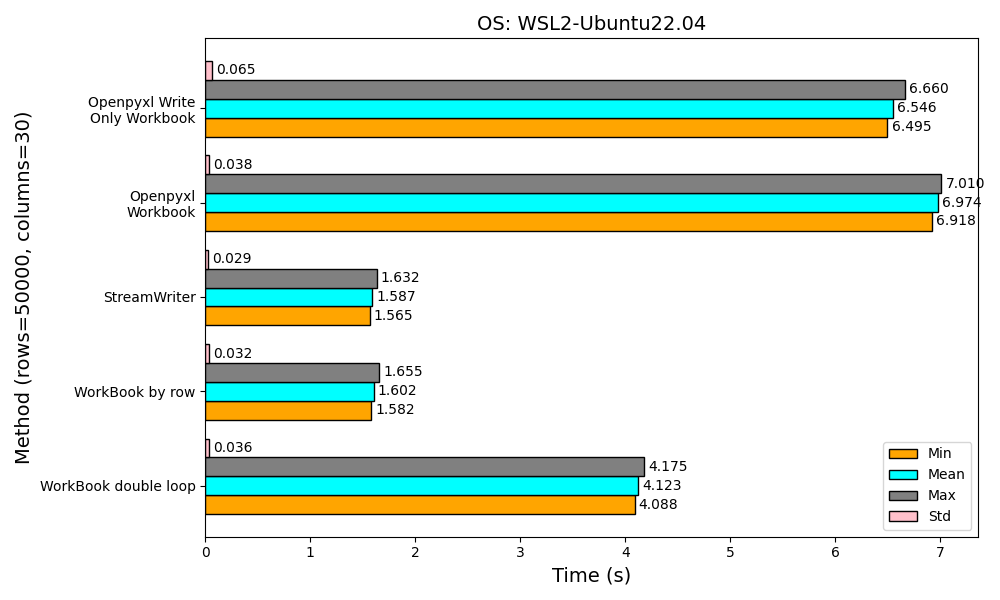 OS: WSL2-Ubuntu22.04
Method (rows=50000, columns=30)
Openpyxl Write
Only Workbook
0.065
6.660
6.546
6.495
Openpyxl
Workbook
0.038
7.010
6.974
6.918
StreamWriter
0.029
1.632
1.587
1.565
WorkBook by row
0.032
1.655
1.602
1.582
WorkBook double loop
0.036
4.175
4.123
4.088
Min
Mean
Max
Std
0 1 2 3 4 5 6 7
Time (s)